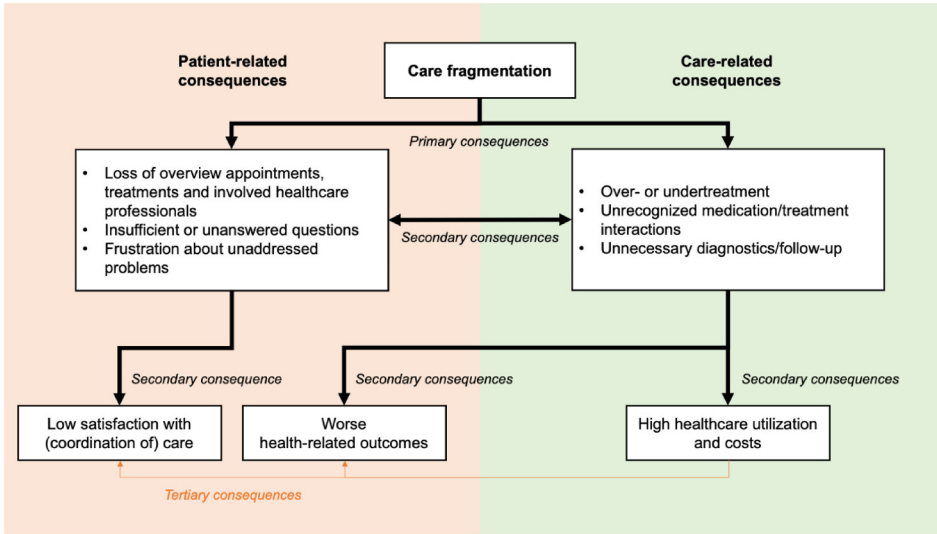 Patient-related
consequences
Care fragmentation
Care-related
consequences
Primary consequences
• Loss of overview appointments,
treatments and involved healthcare
professionals
• Insufficient or unanswered questions
• Frustration about unaddressed
problems
Secondary consequences
• Over- or undertreatment
• Unrecognized medication/treatment
interactions
• Unnecessary diagnostics/follow-up
Secondary consequence
Secondary consequences
Secondary consequences
Low satisfaction with
(coordination of) care
Worse
health-related outcomes
High healthcare utilization
and costs
Tertiary consequences